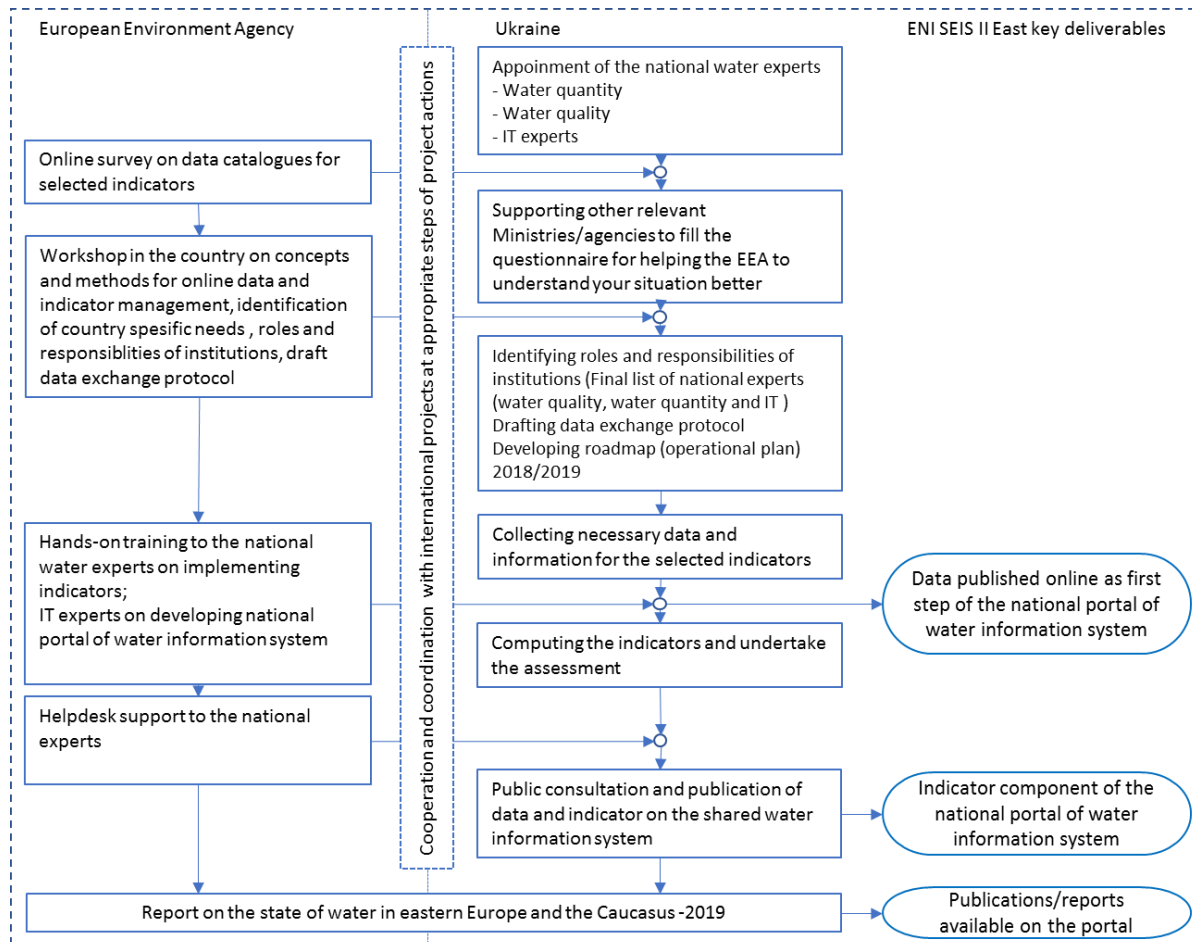 European Environment Agency
Ukraine
ENI SEIS II East key deliverables
Cooperation and coordination with international projects at appropriate steps of project actions
Appoinment of the national water experts
- Water quantity
- Water quality
- IT experts
Online survey on data catalogues for
selected indicators
Supporting other relevant
Ministries/agencies to fill the
questionnaire for helping the EEA to
understand your situation better
Workshop in the country on concepts
and methods for online data and
indicator management, identification
of country spesific needs , roles and
responsiblities of institutions, draft
data exchange protocol
Identifying roles and responsibilities of
institutions (Final list of national experts
(water quality, water quantity and IT )
Drafting data exchange protocol
Developing roadmap (operational plan)
2018/2019
Collecting necessary data and
information for the selected indicators
Hands-on training to the national
water experts on implementing
indicators;
IT experts on developing national
portal of water information system
Data published online as first
step of the national portal of
water information system
Computing the indicators and undertake
the assessment
Helpdesk support to the national
experts
Public consultation and publication of
data and indicator on the shared water
information system
Indicator component of the
national portal of water
information system
Report on the state of water in eastern Europe and the Caucasus -2019
Publications/reports
available on the portal